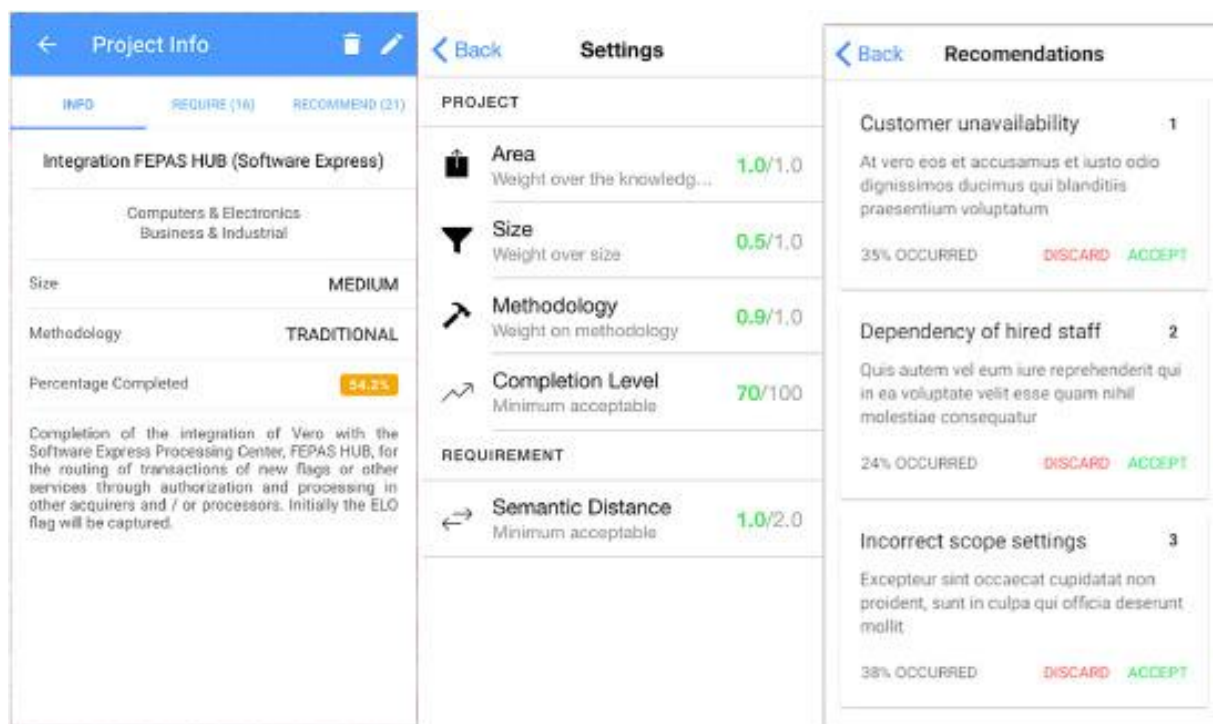 Project Info
INFO REQUIRE (16) RECOMMEND (21)
Integration FEPAS HUB (Software Express)
Computers & Electronics
Business & Industrial
Size MEDIUM
Methodology TRADITIONAL
Percentage Completed 54.2%
Completion of the integration of Vero with the
Software Express Processing Center, FEPAS HUB, for
the routing of transactions of new flags or other
services through authorization and processing in
other acquirers and / or processors. Initially the ELO
flag will be captured.
Back Settings
PROJECT
Area
Weight over the knowledg...
1.0/1.0
Size
Weight over size
0.5/1.0
Methodology
Weight on methodology
0.9/1.0
Completion Level
Minimum acceptable
70/100
REQUIREMENT
Semantic Distance
Minimum acceptable
1.0/2.0
Back Recomendations
Customer unavailability 1
At vero eos et accusamus et iusto odio
dignissimos ducimus qui blanditiis
praesentium voluptatum
35% OCCURRED DISCARD ACCEPT
Dependency of hired staff 2
Quis autem vel eum iure reprehenderit qui
in ea voluptate velit esse quam nihil
molestiae consequatur
24% OCCURRED DISCARD ACCEPT
Incorrect scope settings 3
Excepteur sint occaecat cupidatat non
proident, sunt in culpa qui officia deserunt
mollit
38% OCCURRED DISCARD ACCEPT